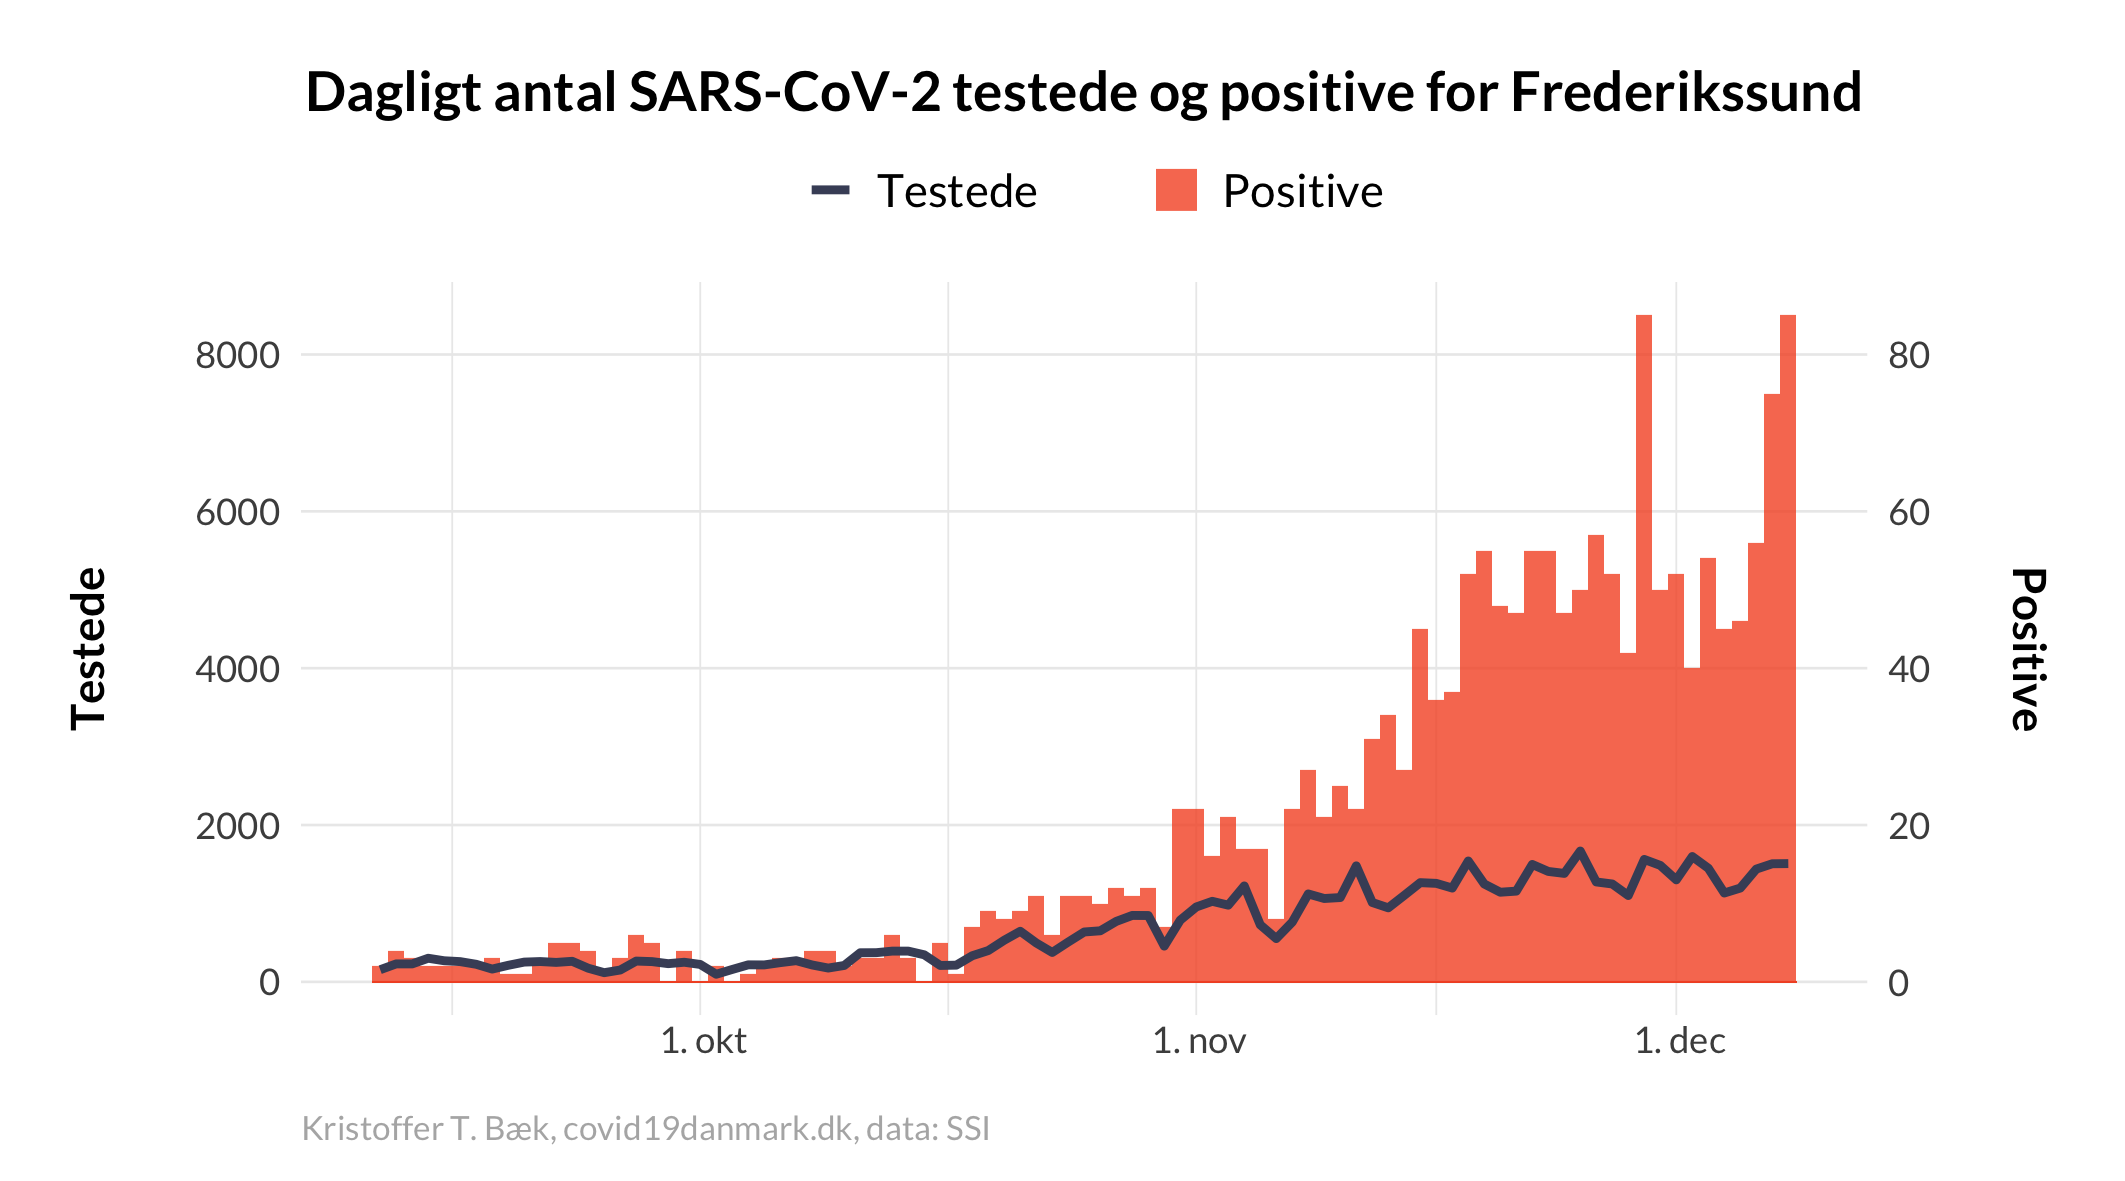 Dagligt antal SARS-CoV-2 testede og positive for Frederikssund
Testede
Positive
8000
6000
4000
2000
0
Testede
80
60
40
20
0
Positive
1. okt
1. nov
1. dec
Kristoffer T. Bæk, covid19danmark.dk, data: SSI